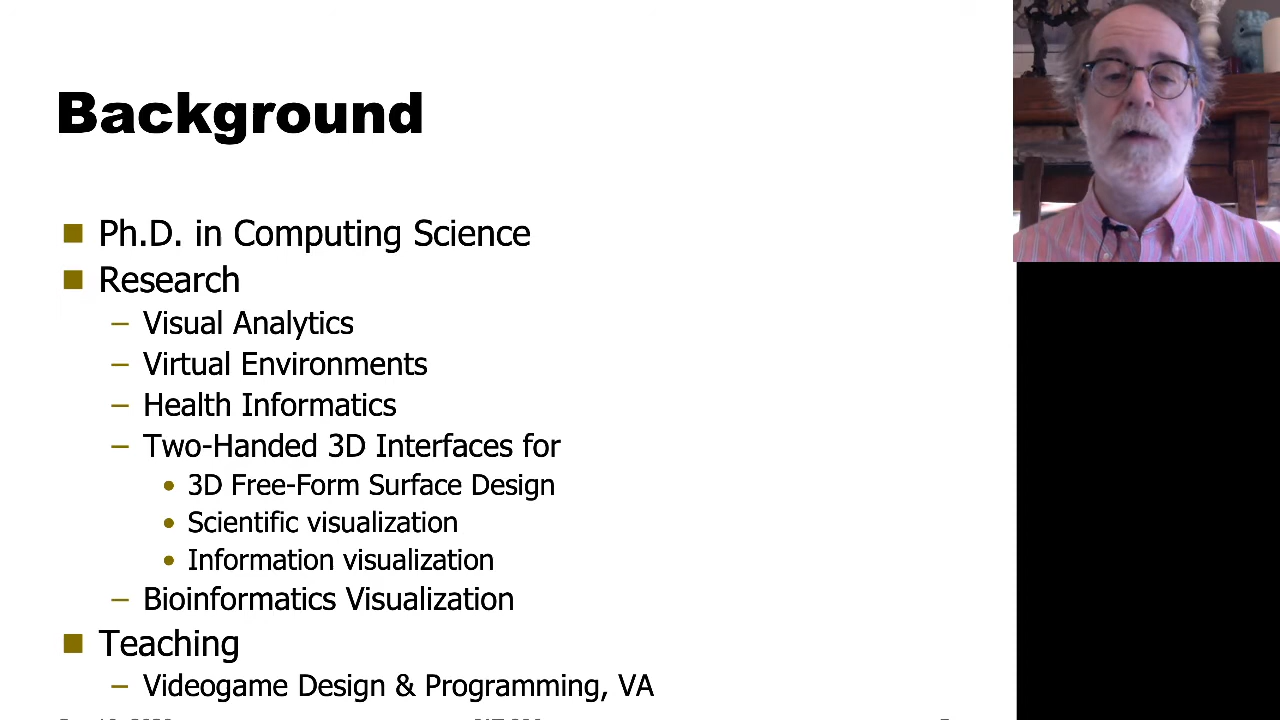 Background
Ph.D. in Computing Science
Research
– Visual Analytics
– Virtual Environments
– Health Informatics
– Two-Handed 3D Interfaces for
• 3D Free-Form Surface Design
• Scientific visualization
• Information visualization
– Bioinformatics Visualization
Teaching
– Videogame Design & Programming, VA